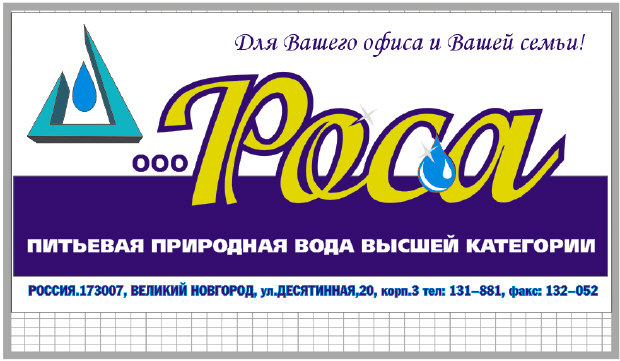 Для Вашего офиса и Вашей семьи!
ООО Роса
ПИТЬЕВАЯ ПРИРОДНАЯ ВОДА ВЫСШЕЙ КАТЕГОРИИ
РОССИЯ.173007, ВЕЛИКИЙ НОВГОРОД, ул.ДЕСЯТИННАЯ,20, корп.3 тел: 131–881, факс: 132–052